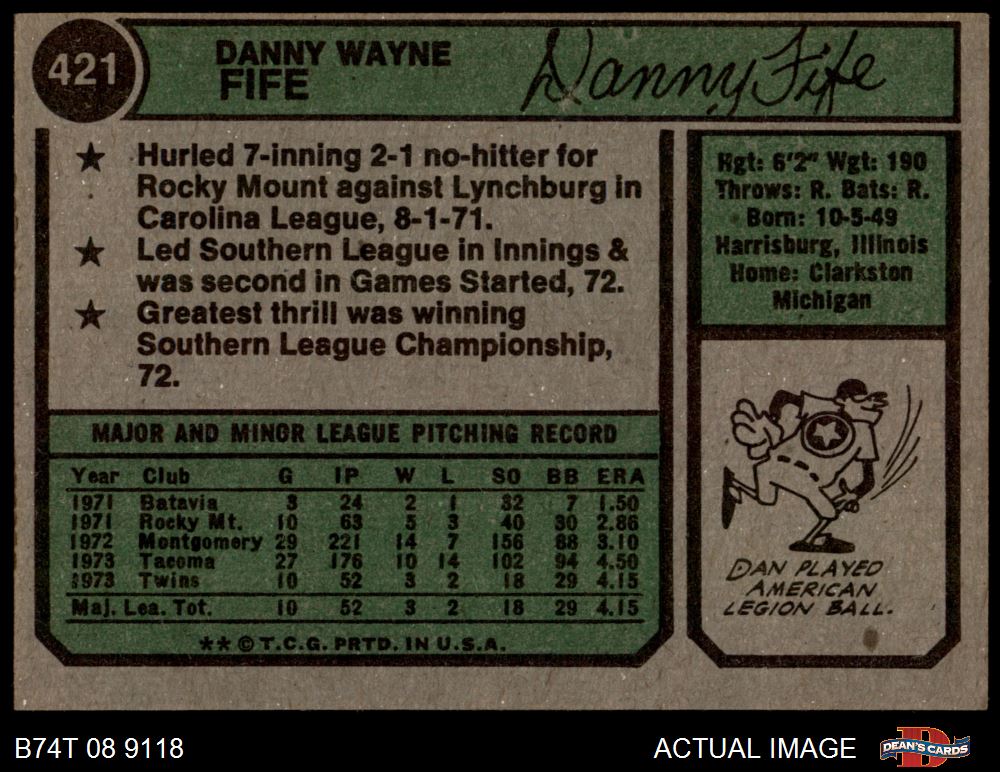 421
DANNY WAYNE
FIFE
Danny Fife
★ Hurled 7-inning 2-1 no-hitter for
Rocky Mount against Lynchburg in
Carolina League, 8-1-71.
★ Led Southern League in Innings &
was second in Games Started, 72.
★ Greatest thrill was winning
Southern League Championship,
72.
Hgt: 6'2" Wgt: 190
Throws: R. Bats: R.
Born: 10-5-49
Harrisburg, Illinois
Home: Clarkston
Michigan
MAJOR AND MINOR LEAGUE PITCHING RECORD
Year Club G IP W L SO BB ERA
1971 Batavia 3 24 2 1 32 7 1.50
1971 Rocky Mt. 10 63 5 3 40 30 2.86
1972 Montgomery 29 221 14 7 156 88 3.10
1973 Tacoma 27 176 10 14 102 94 4.50
1973 Twins 10 52 3 2 18 29 4.15
Maj. Lea. Tot. 10 52 3 2 18 29 4.15
**© T.C.G. PRTD. IN U.S.A.
DAN PLAYED
AMERICAN
LEGION BALL.
B74T 08 9118
ACTUAL IMAGE
D
DEAN'S CARDS